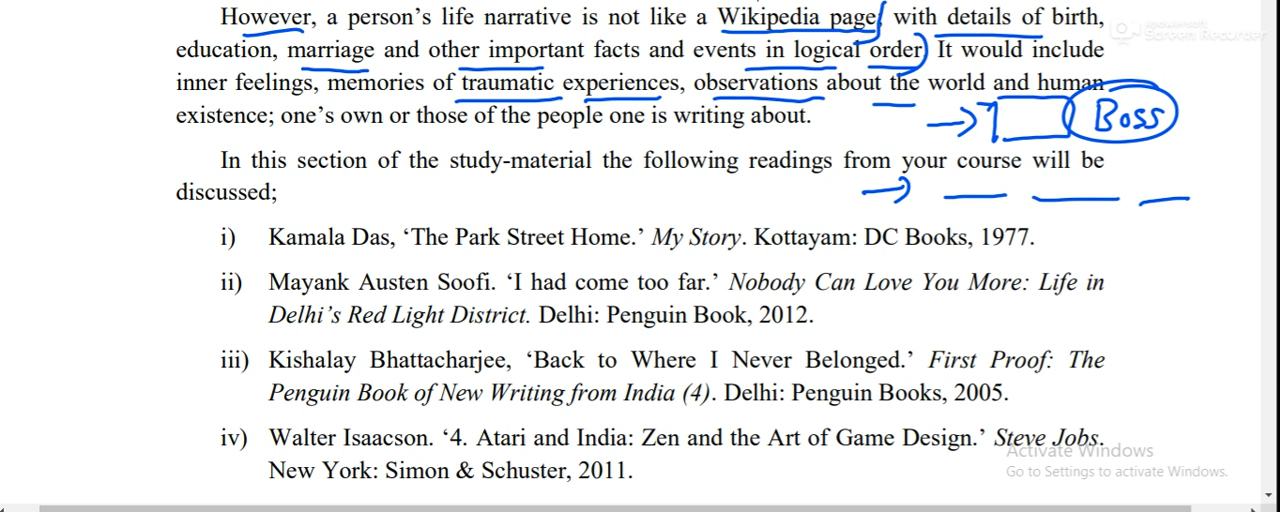 However, a person's life narrative is not like a Wikipedia page with details of birth,
education, marriage and other important facts and events in logical order. It would include
inner feelings, memories of traumatic experiences, observations about the world and human
existence; one's own or those of the people one is writing about.
Boss
In this section of the study-material the following readings from your course will be
discussed;
i) Kamala Das, ‘The Park Street Home.’ My Story. Kottayam: DC Books, 1977.
ii) Mayank Austen Soofi. ‘I had come too far.’ Nobody Can Love You More: Life in
Delhi’s Red Light District. Delhi: Penguin Book, 2012.
iii) Kishalay Bhattacharjee, ‘Back to Where I Never Belonged.’ First Proof: The
Penguin Book of New Writing from India (4). Delhi: Penguin Books, 2005.
iv) Walter Isaacson. ‘4. Atari and India: Zen and the Art of Game Design.’ Steve Jobs.
New York: Simon & Schuster, 2011.
Screen Recorder
Activate Windows
Go to Settings to activate Windows.